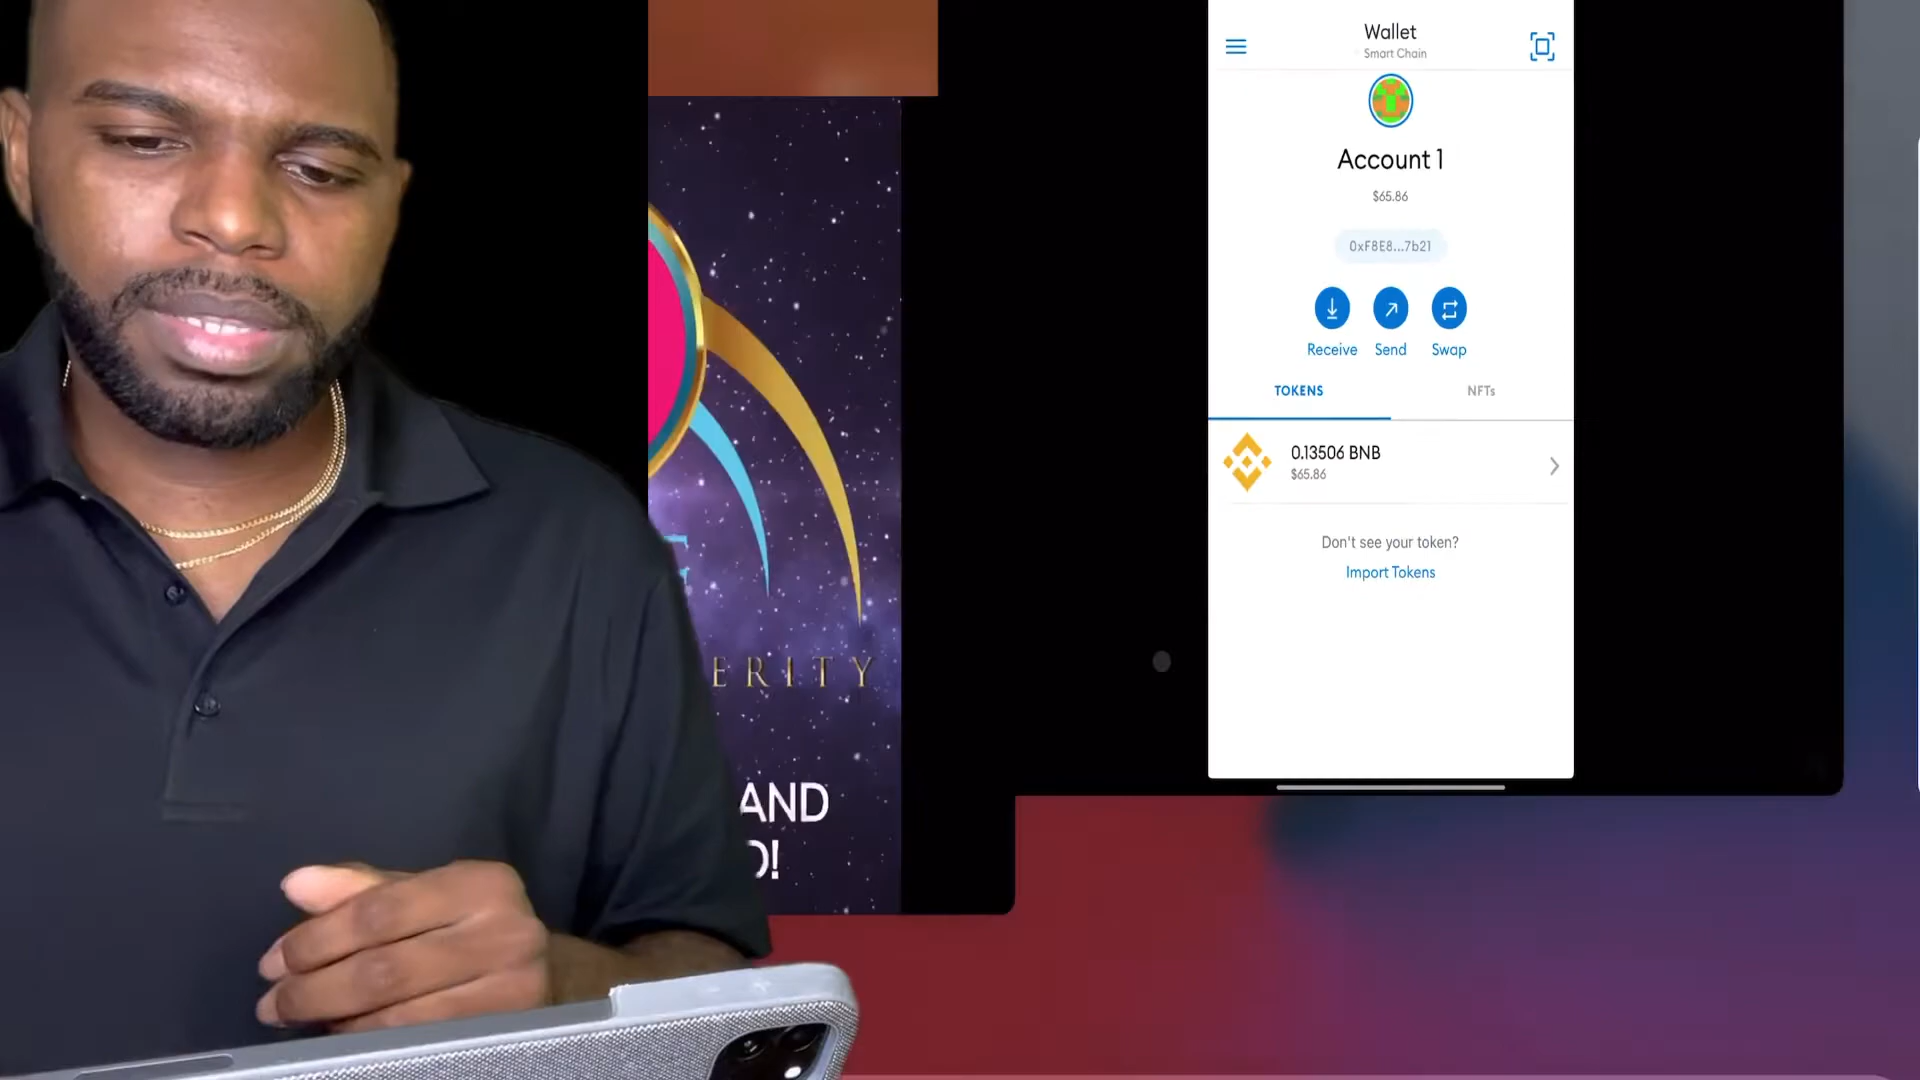 Wallet
Smart Chain
Account 1
$65.86
0xF8E8...7b21
Receive Send Swap
TOKENS NFTs
0.13506 BNB
$65.86
Don't see your token?
Import Tokens
ERITY
AND
O!